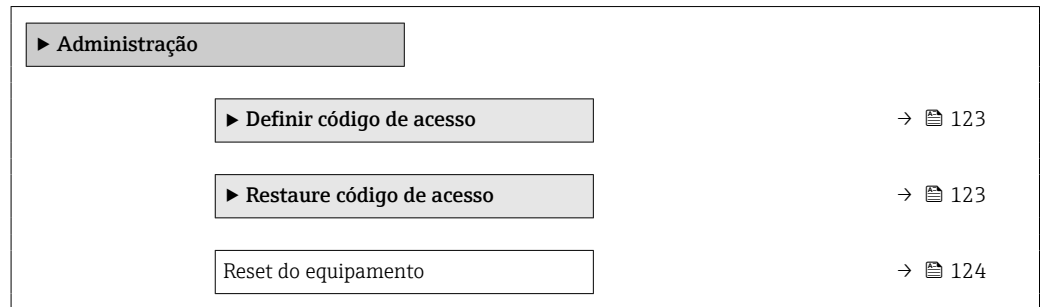 ▶ Administração
▶ Definir código de acesso → 123
▶ Restaure código de acesso → 123
Reset do equipamento → 124